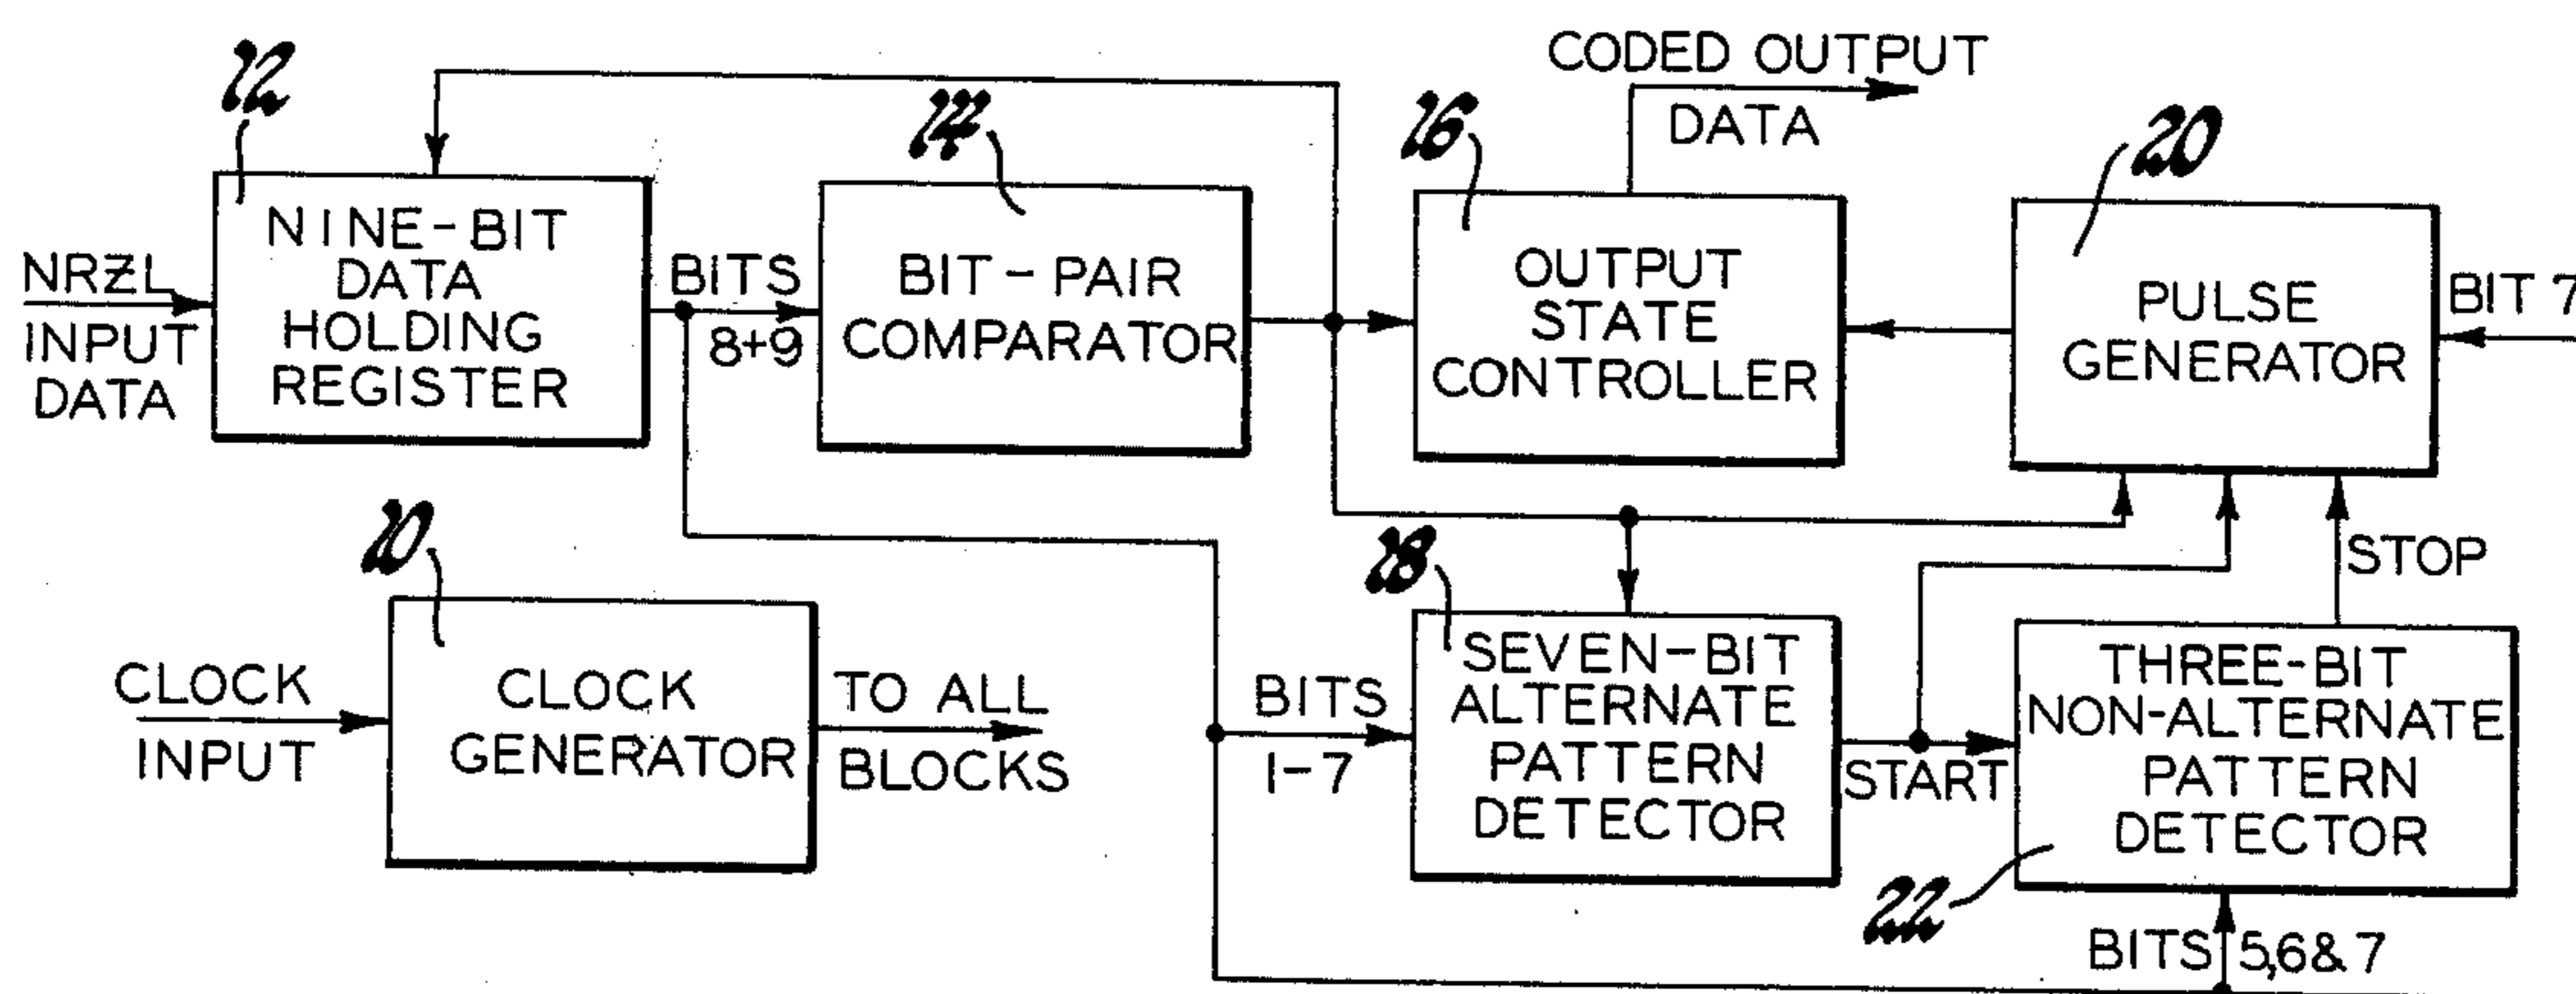 CODED OUTPUT
DATA
12
14
16
20
NRZL
INPUT
DATA
NINE-BIT
DATA
HOLDING
REGISTER
BITS
8+9
BIT-PAIR
COMPARATOR
OUTPUT
STATE
CONTROLLER
PULSE
GENERATOR
BIT 7
10
CLOCK
INPUT
CLOCK
GENERATOR
TO ALL
BLOCKS
18
BITS
1-7
SEVEN-BIT
ALTERNATE
PATTERN
DETECTOR
START
STOP
THREE-BIT
NON-ALTERNATE
PATTERN
DETECTOR
22
BITS 5,6&7